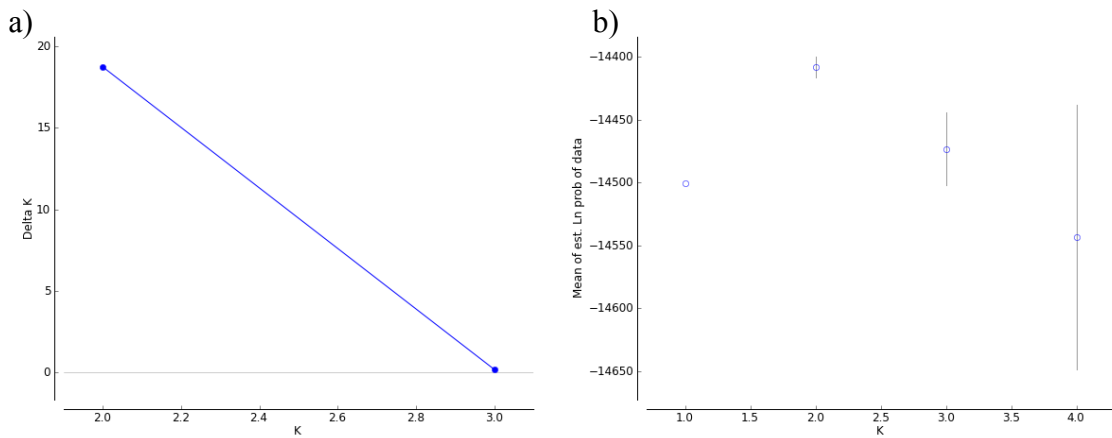 a)
20
15
10
5
0
Delta K
2.0 2.2 2.4 2.6 2.8 3.0
K
b)
−14400
−14450
−14500
−14550
−14600
−14650
Mean of est. Ln prob of data
1.0 1.5 2.0 2.5 3.0 3.5 4.0
K